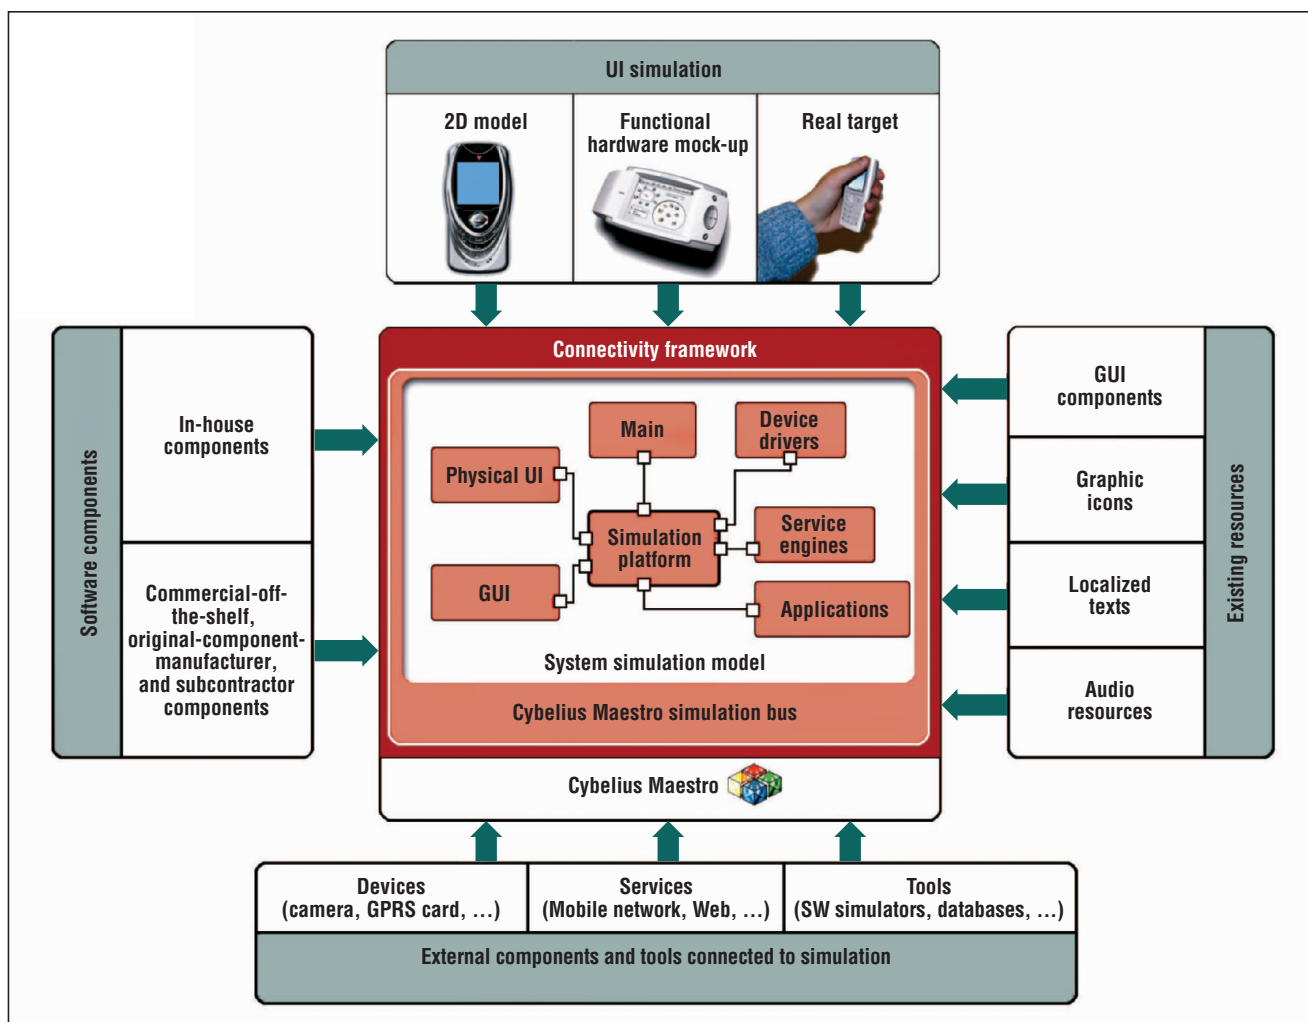 UI simulation
2D model
Functional
hardware mock-up
Real target
Software components
In-house
components
Commercial-off-
the-shelf,
original-component-
manufacturer,
and subcontractor
components
Connectivity framework
Main
Device
drivers
Physical UI
Simulation
platform
Service
engines
GUI
Applications
System simulation model
Cybelius Maestro simulation bus
Cybelius Maestro
GUI
components
Graphic
icons
Localized
texts
Audio
resources
Existing resources
Devices
(camera, GPRS card, …)
Services
(Mobile network, Web, …)
Tools
(SW simulators, databases, …)
External components and tools connected to simulation